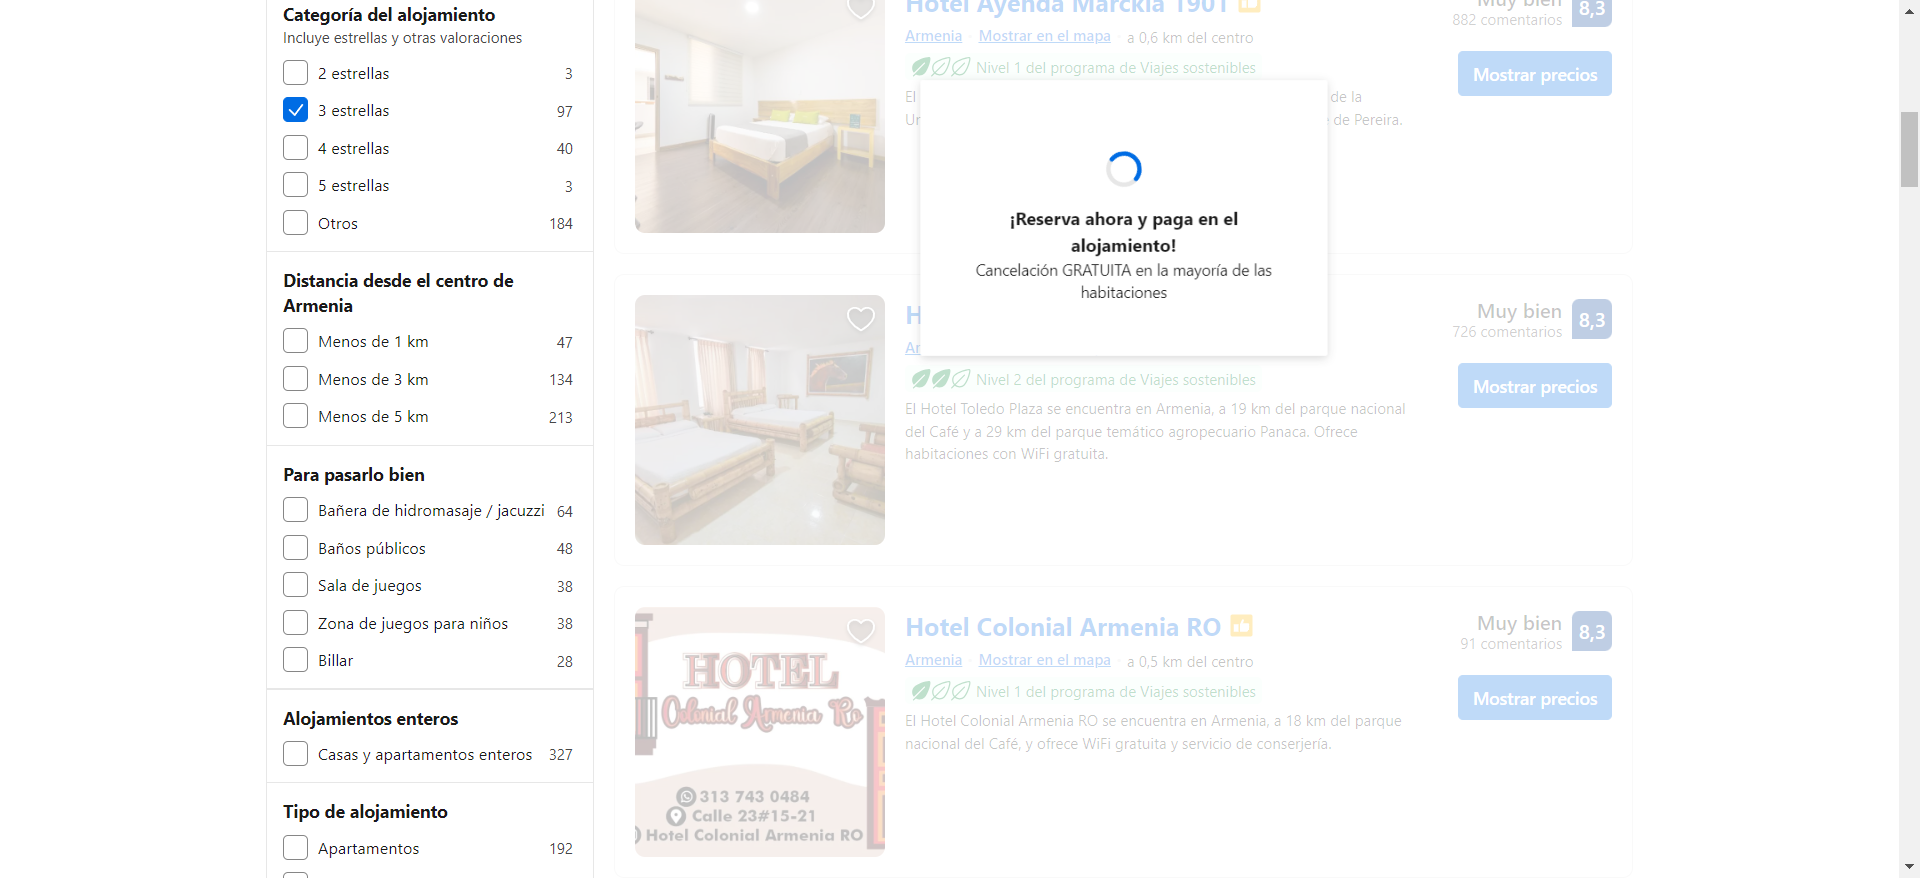 Categoría del alojamiento
Incluye estrellas y otras valoraciones
2 estrellas 3
3 estrellas 97
4 estrellas 40
5 estrellas 3
Otros 184
Distancia desde el centro de
Armenia
Menos de 1 km 47
Menos de 3 km 134
Menos de 5 km 213
Para pasarlo bien
Bañera de hidromasaje / jacuzzi 64
Baños públicos 48
Sala de juegos 38
Zona de juegos para niños 38
Billar 28
Alojamientos enteros
Casas y apartamentos enteros 327
Tipo de alojamiento
Apartamentos 192
Hotel Ayenda Marckia 1901
Muy bien 8,3
882 comentarios
Armenia Mostrar en el mapa a 0,6 km del centro
Nivel 1 del programa de Viajes sostenibles
Mostrar precios
El de la
de Pereira.
¡Reserva ahora y paga en el
alojamiento!
Cancelación GRATUITA en la mayoría de las
habitaciones
Muy bien 8,3
726 comentarios
Nivel 2 del programa de Viajes sostenibles
Mostrar precios
El Hotel Toledo Plaza se encuentra en Armenia, a 19 km del parque nacional
del Café y a 29 km del parque temático agropecuario Panaca. Ofrece
habitaciones con WiFi gratuita.
HOTEL
Colonial Armenia Ro
313 743 0484
Calle 23#15-21
Hotel Colonial Armenia RO
Hotel Colonial Armenia RO
Muy bien 8,3
91 comentarios
Armenia Mostrar en el mapa a 0,5 km del centro
Nivel 1 del programa de Viajes sostenibles
Mostrar precios
El Hotel Colonial Armenia RO se encuentra en Armenia, a 18 km del parque
nacional del Café, y ofrece WiFi gratuita y servicio de conserjería.